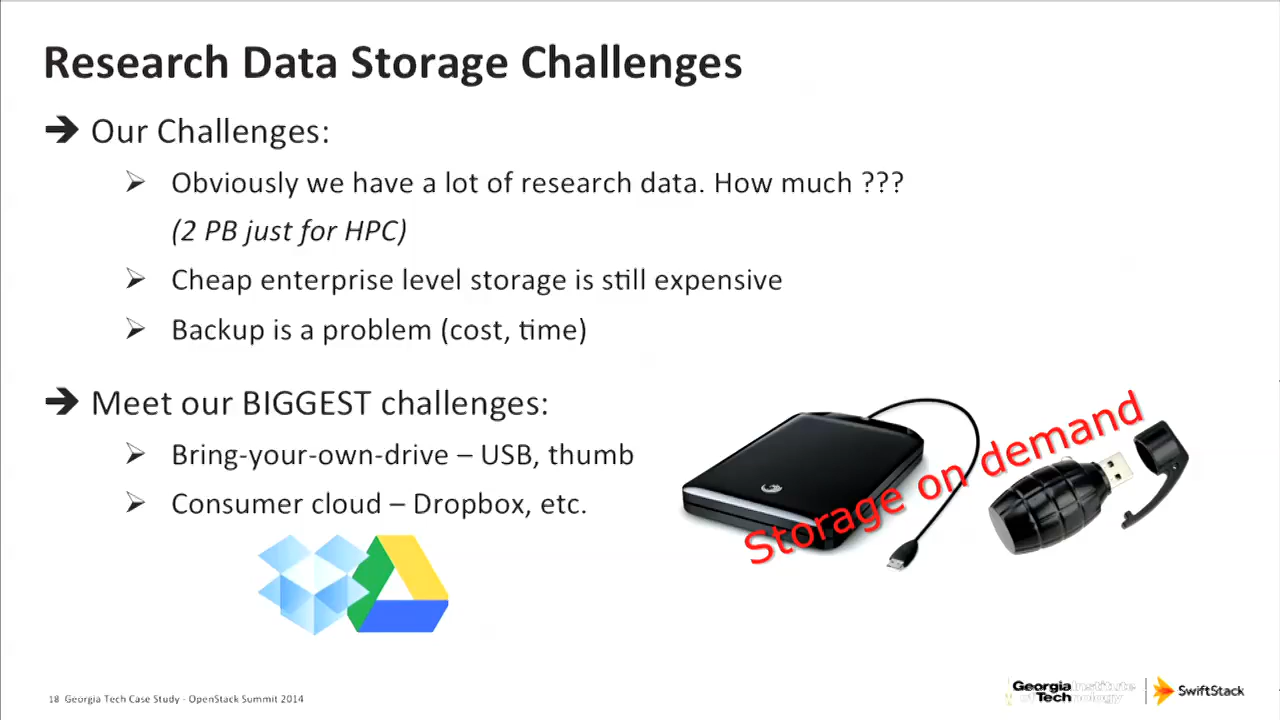 Research Data Storage Challenges
➔ Our Challenges:
➢ Obviously we have a lot of research data. How much ???
(2 PB just for HPC)
➢ Cheap enterprise level storage is still expensive
➢ Backup is a problem (cost, time)
➔ Meet our BIGGEST challenges:
➢ Bring-your-own-drive – USB, thumb
➢ Consumer cloud – Dropbox, etc.
Storage on demand
18 Georgia Tech Case Study - OpenStack Summit 2014
Georgia Institute
of Technology
SwiftStack